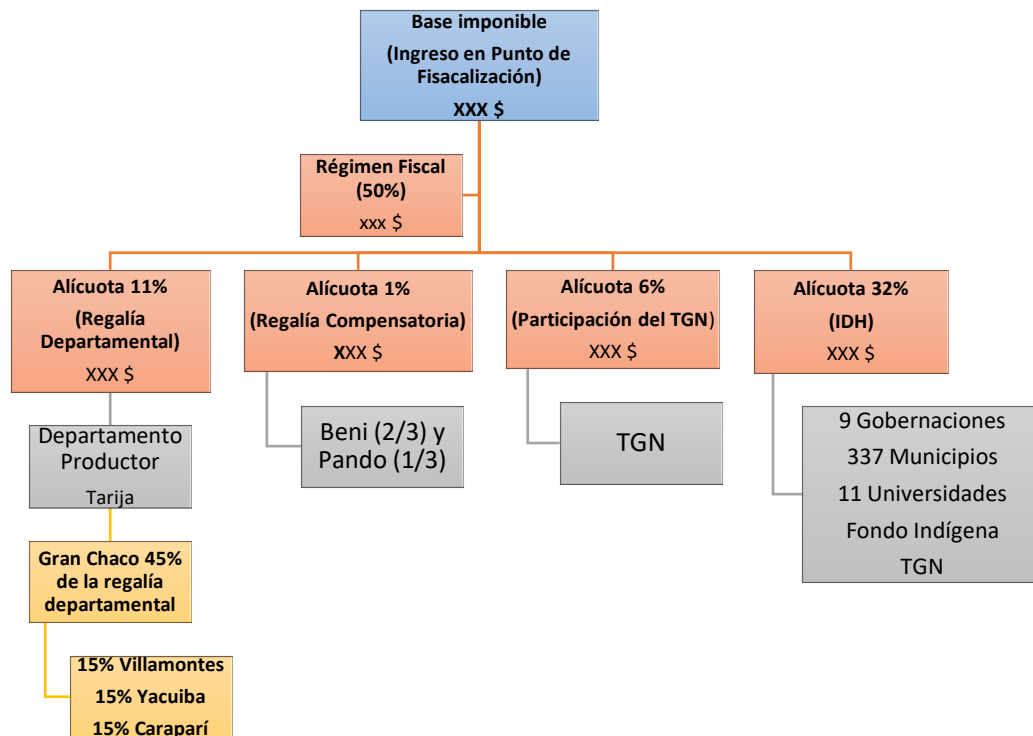 Base imponible
(Ingreso en Punto de
Fisacalización)
XXX $
Régimen Fiscal
(50%)
xxx $
Alícuota 11%
(Regalía
Departamental)
XXX $
Alícuota 1%
(Regalía Compensatoria)
XXX $
Alícuota 6%
(Participación del TGN)
XXX $
Alícuota 32%
(IDH)
XXX $
Departamento
Productor
Tarija
Beni (2/3) y
Pando (1/3)
TGN
9 Gobernaciones
337 Municipios
11 Universidades
Fondo Indígena
TGN
Gran Chaco 45%
de la regalía
departamental
15% Villamontes
15% Yacuiba
15% Caraparí